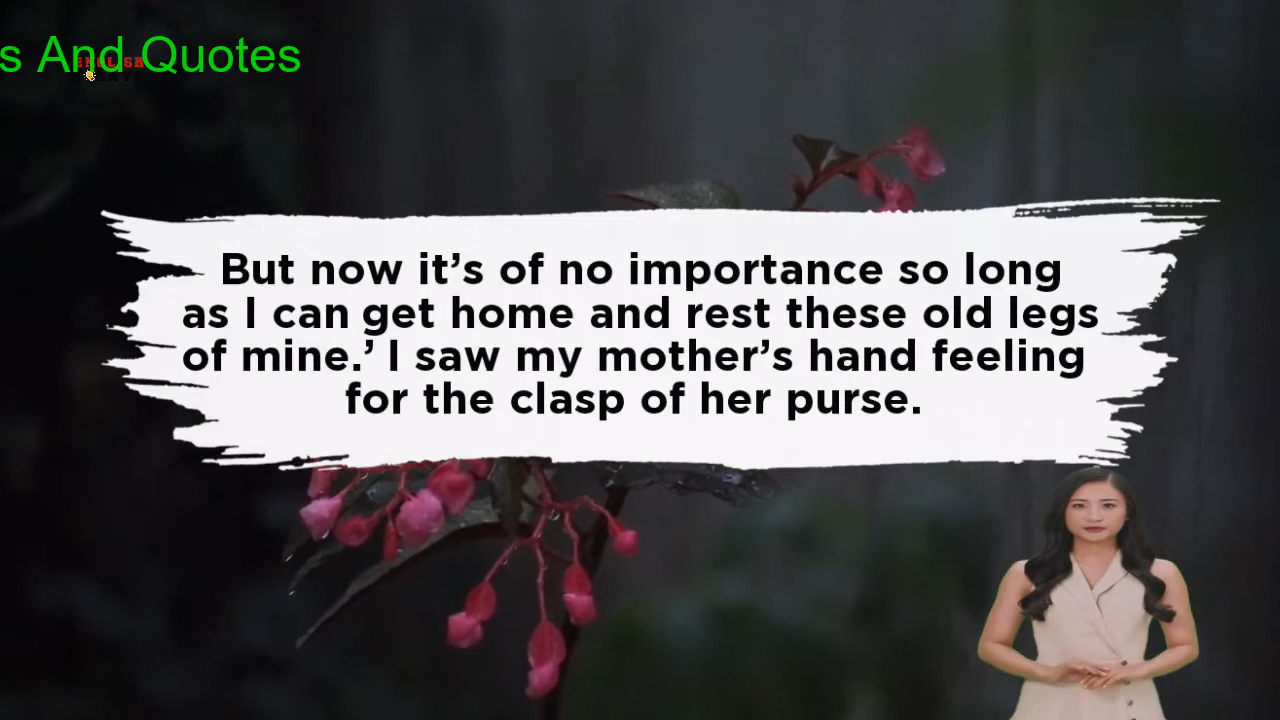 s And Quotes
ENGLISH
But now it’s of no importance so long
as I can get home and rest these old legs
of mine.’ I saw my mother’s hand feeling
for the clasp of her purse.